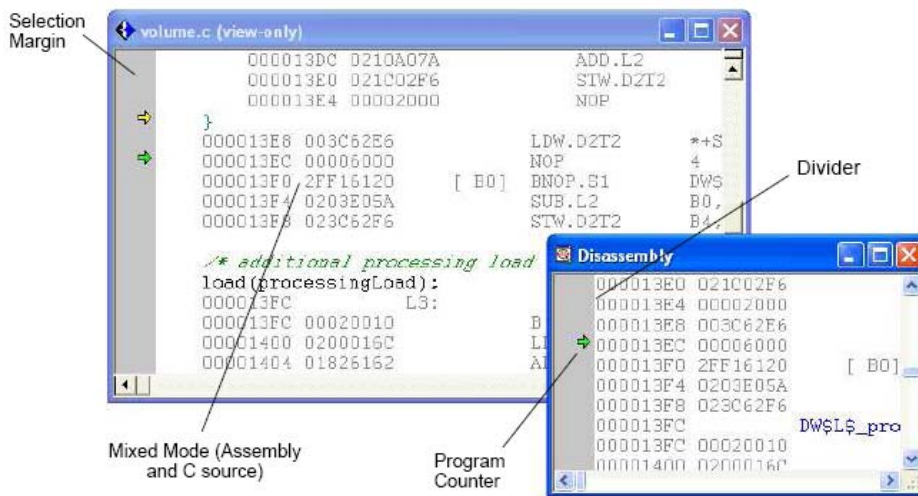 Selection
Margin
volume.c (view-only)
000013DC 0210A07A ADD.L2
000013E0 021C02F6 STW.D2T2
000013E4 00002000 NOP
}
000013E8 003C62E6 LDW.D2T2 *+S
000013EC 00006000 NOP 4
000013F0 2FF16120 [ B0] BNOP.S1 DW$
000013F4 0203E05A SUB.L2 B0,
000013F8 023C62F6 STW.D2T2 B4,
/* additional processing load
load(processingLoad);
000013FC L3:
000013FC 00020010 B
00001400 0200016C
00001404 01826162
Divider
Disassembly
000013E0 021C02F6
000013E4 00002000
000013E8 003C62E6
000013EC 00006000
000013F0 2FF16120 [ B0]
000013F4 0203E05A
000013F8 023C62F6
000013FC DW$L$_pro
000013FC 00020010
00001400 0200016C
Mixed Mode (Assembly
and C source)
Program
Counter